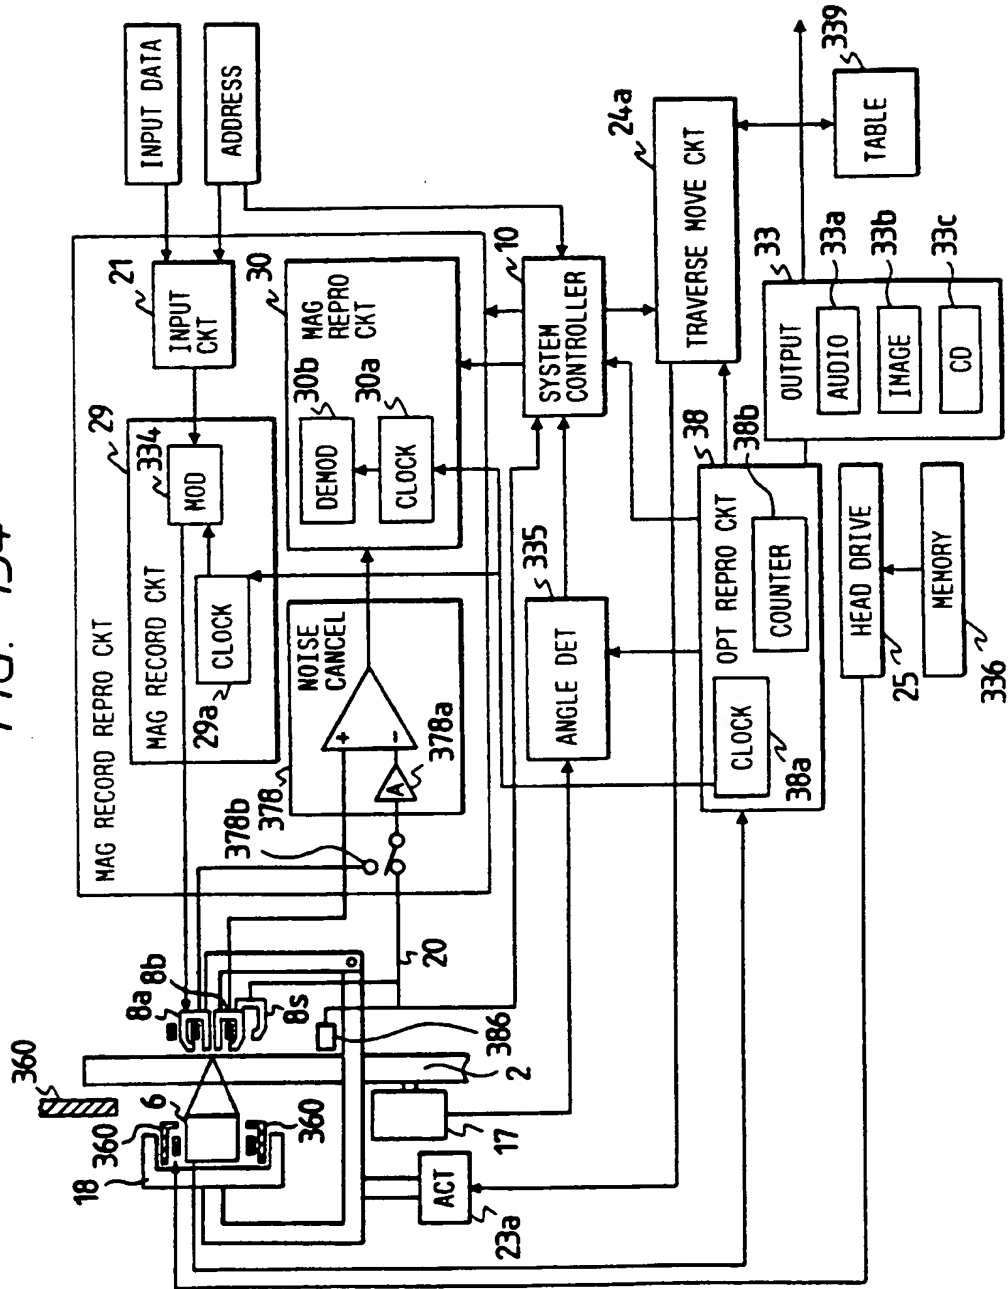 INPUT DATA
ADDRESS
MAG RECORD REPRO CKT
21
INPUT
CKT
29
MAG RECORD CKT
334
MOD
CLOCK
29a
30
MAG
REPRO
CKT
30b
DEMOD
30a
CLOCK
NOISE
CANCEL
+
-
A
378a
378
378b
10
SYSTEM
CONTROLLER
24a
TRAVERSE MOVE CKT
339
TABLE
335
ANGLE DET
38
OPT REPRO CKT
38b
COUNTER
CLOCK
38a
33
OUTPUT
33a
AUDIO
33b
IMAGE
33c
CD
HEAD DRIVE
25
MEMORY
336
360
6
360
18
360
8a
8b
8s
20
386
2
17
ACT
23a